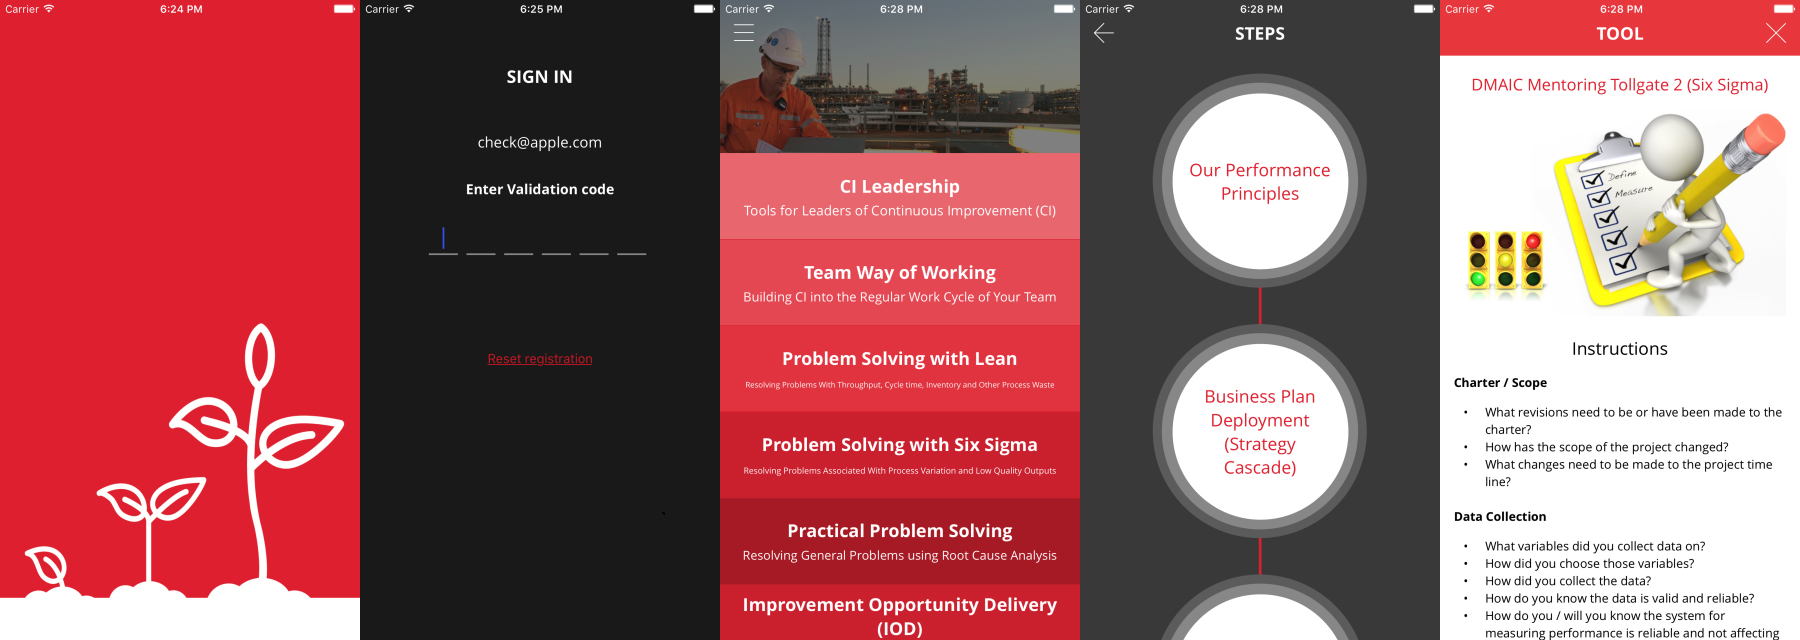 Carrier 6:24 PM
Carrier 6:25 PM
SIGN IN
check@apple.com
Enter Validation code
Reset registration
Carrier 6:28 PM
CI Leadership
Tools for Leaders of Continuous Improvement (CI)
Team Way of Working
Building CI into the Regular Work Cycle of Your Team
Problem Solving with Lean
Resolving Problems With Throughput, Cycle time, Inventory and Other Process Waste
Problem Solving with Six Sigma
Resolving Problems Associated With Process Variation and Low Quality Outputs
Practical Problem Solving
Resolving General Problems using Root Cause Analysis
Improvement Opportunity Delivery
(IOD)
Carrier 6:28 PM
STEPS
Our Performance
Principles
Business Plan
Deployment
(Strategy
Cascade)
Carrier 6:28 PM
TOOL
DMAIC Mentoring Tollgate 2 (Six Sigma)
Define
Measure
Instructions
Charter / Scope
• What revisions need to be or have been made to the
charter?
• How has the scope of the project changed?
• What changes need to be made to the project time
line?
Data Collection
• What variables did you collect data on?
• How did you choose those variables?
• How did you collect the data?
• How do you know the data is valid and reliable?
• How do you / will you know the system for
measuring performance is reliable and not affecting